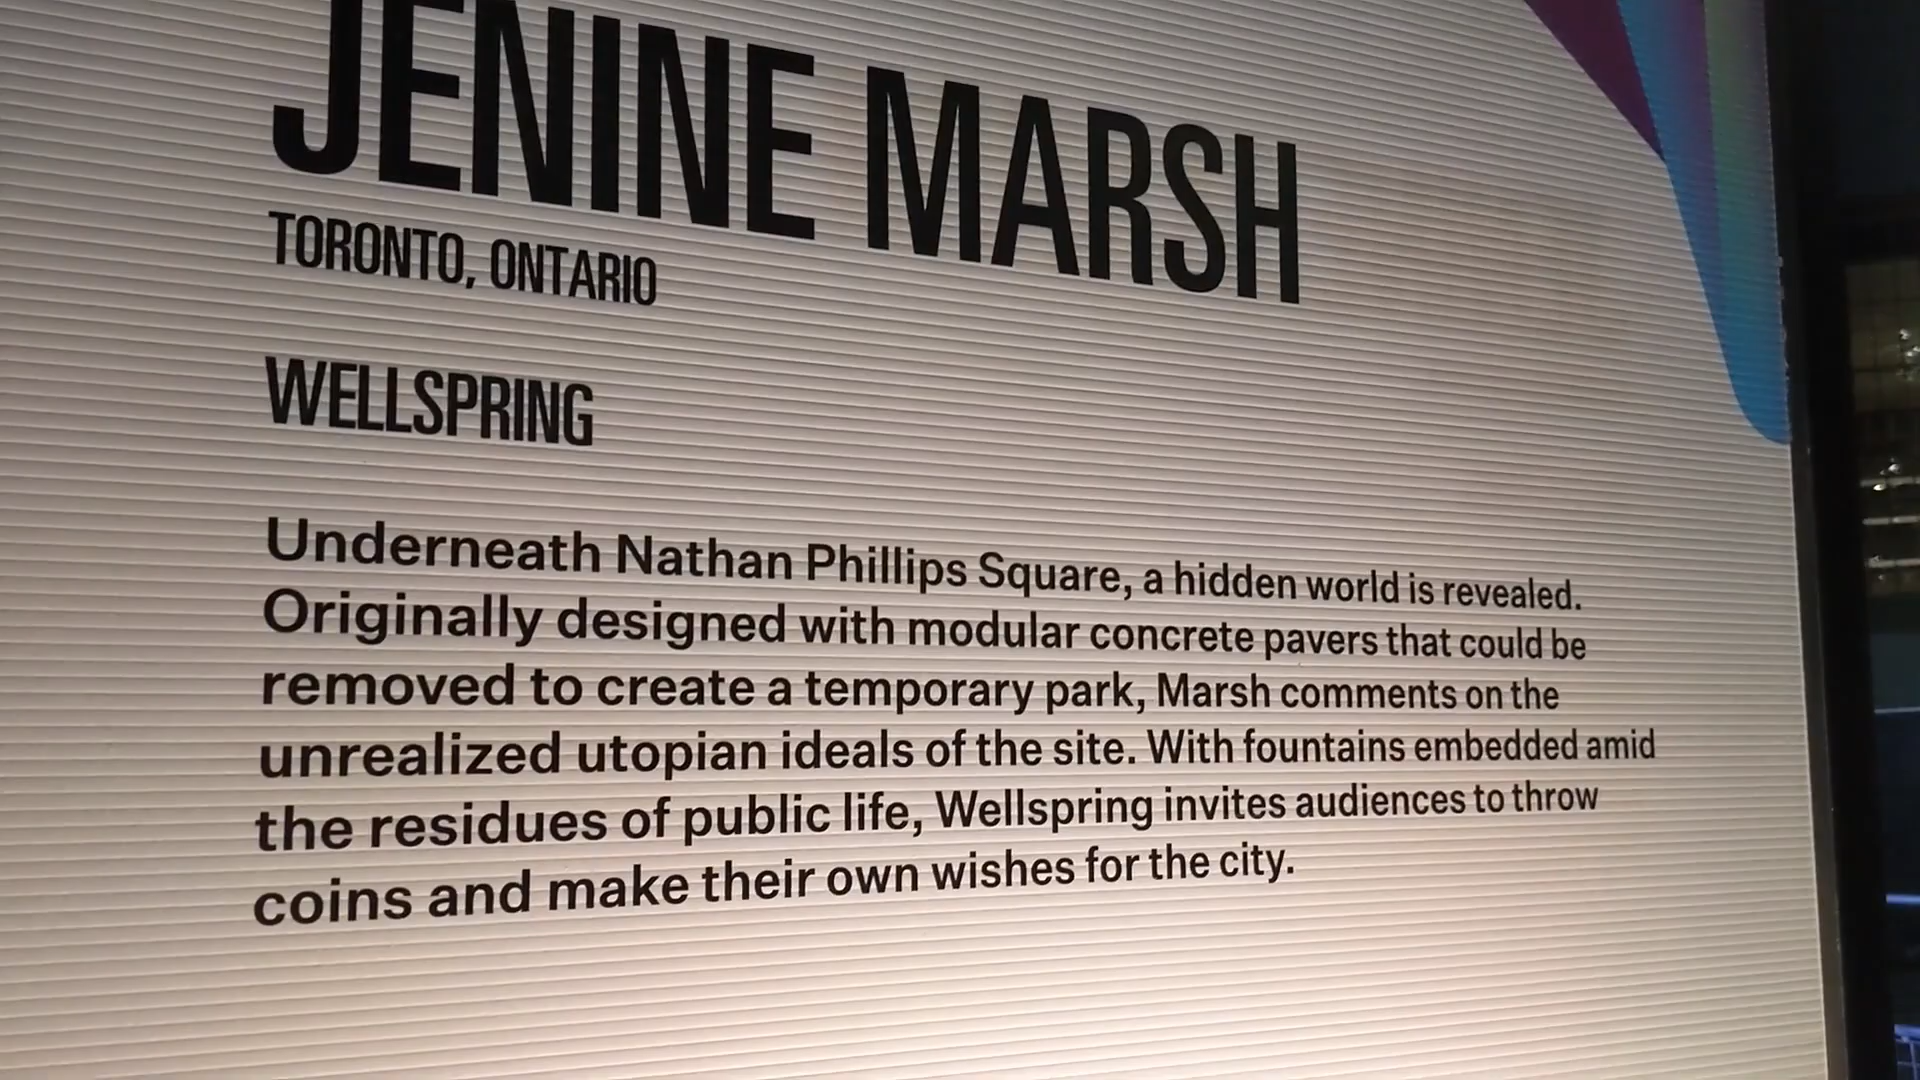 JENINE MARSH
TORONTO, ONTARIO
WELLSPRING
Underneath Nathan Phillips Square, a hidden world is revealed.
Originally designed with modular concrete pavers that could be
removed to create a temporary park, Marsh comments on the
unrealized utopian ideals of the site. With fountains embedded amid
the residues of public life, Wellspring invites audiences to throw
coins and make their own wishes for the city.